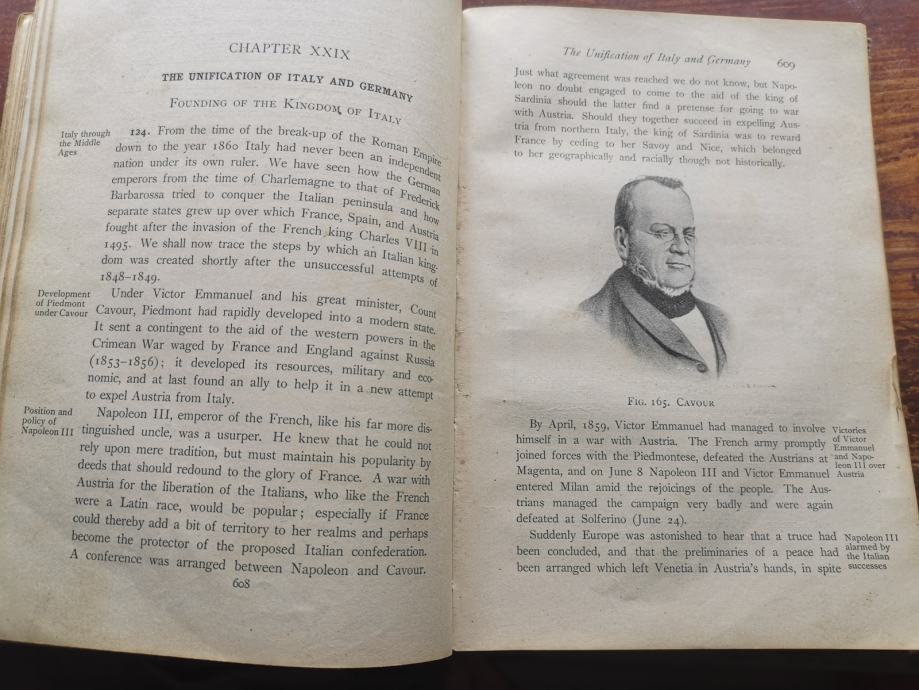 CHAPTER XXIX
THE UNIFICATION OF ITALY AND GERMANY
FOUNDING OF THE KINGDOM OF ITALY
Italy through
the Middle
Ages
124. From the time of the break-up of the Roman Empire
down to the year 1860 Italy had never been an independent
nation under its own ruler. We have seen how the German
emperors from the time of Charlemagne to that of Frederick
Barbarossa tried to conquer the Italian peninsula and how
separate states grew up over which France, Spain, and Austria
fought after the invasion of the French king Charles VIII in
1495. We shall now trace the steps by which an Italian king-
dom was created shortly after the unsuccessful attempts of
1848–1849.
Development
of Piedmont
under Cavour
Under Victor Emmanuel and his great minister, Count
Cavour, Piedmont had rapidly developed into a modern state.
It sent a contingent to the aid of the western powers in the
Crimean War waged by France and England against Russia
(1853–1856); it developed its resources, military and eco-
nomic, and at last found an ally to help it in a new attempt
to expel Austria from Italy.
Position and
policy of
Napoleon III
Napoleon III, emperor of the French, like his far more dis-
tinguished uncle, was a usurper. He knew that he could not
rely upon mere tradition, but must maintain his popularity by
deeds that should redound to the glory of France. A war with
Austria for the liberation of the Italians, who like the French
were a Latin race, would be popular; especially if France
could thereby add a bit of territory to her realms and perhaps
become the protector of the proposed Italian confederation.
A conference was arranged between Napoleon and Cavour.
608
The Unification of Italy and Germany 609
Just what agreement was reached we do not know, but Napo-
leon no doubt engaged to come to the aid of the king of
Sardinia should the latter find a pretense for going to war
with Austria. Should they together succeed in expelling Aus-
tria from northern Italy, the king of Sardinia was to reward
France by ceding to her Savoy and Nice, which belonged
to her geographically and racially though not historically.
FIG. 165. CAVOUR
By April, 1859, Victor Emmanuel had managed to involve
himself in a war with Austria. The French army promptly
joined forces with the Piedmontese, defeated the Austrians at
Magenta, and on June 8 Napoleon III and Victor Emmanuel
entered Milan amid the rejoicings of the people. The Aus-
trians managed the campaign very badly and were again
defeated at Solferino (June 24).
Victories
of Victor
Emmanuel
and Napo-
leon III over
Austria
Suddenly Europe was astonished to hear that a truce had
been concluded, and that the preliminaries of a peace had
been arranged which left Venetia in Austria's hands, in spite
Napoleon III
alarmed by
the Italian
successes